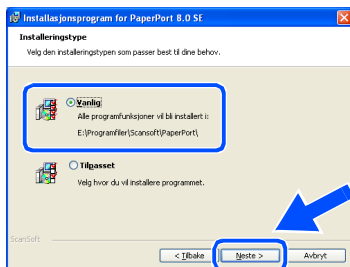 Installasjonsprogram for PaperPort 8.0 SE
Installeringstype
Velg den installeringstypen som passer best til dine behov.
Vanlig
Alle programfunksjoner vil bli installert i:
E:\Programfiler\Scansoft\PaperPort\
Tilpasset
Velg hvor du vil installere programmet.
ScanSoft
< Tilbake
Neste >
Avbryt